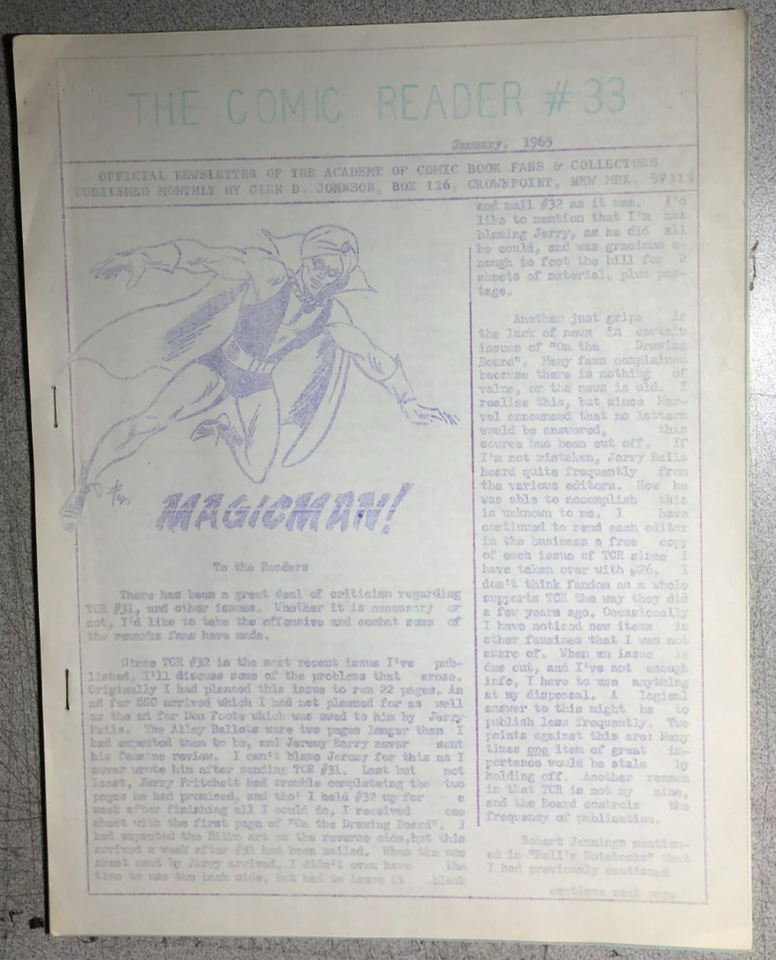 THE COMIC READER #33
January, 1965
OFFICIAL NEWSLETTER OF THE ACADEMY OF COMIC BOOK FANS & COLLECTORS
PUBLISHED MONTHLY BY GLEN D. JOHNSON, BOX 126, CROWNPOINT, NEW MEX. 87313
MAGICMAN!
To the Readers
There has been a great deal of criticism regarding
TCR #31, and other issues. Whether it is necessary or
not, I'd like to take the offensive and combat some of
the remarks fans have made.
Since TCR #32 is the most recent issue I've pub-
lished, I'll discuss some of the problems that arose.
Originally I had planned this issue to run 22 pages. An
ad for SSC arrived which I had not planned for as well
as the ad for Don Foote which was owed to him by Jerry
Bails. The Alley Ballots were two pages longer than I
had expected them to be, and Jeremy Barry never sent
his fanzine review. I can't blame Jeremy for this as I
never wrote him after sending TCR #31. Last but not
least, Jerry Pritchett had trouble completeing the two
pages he had promised, and tho' I held #32 up for a
week after finishing all I could do, I received one
sheet with the first page of "On the Drawing Board". I
had expected the Ditko art on the reverse side,but this
arrived a week after #32 had been mailed. When the one
sheet sent by Jerry arrived, I didn't even have the
time to use the back side, but had to leave it blank
and mail #32 as it was. I'd
like to mention that I'm not
blaming Jerry, as he did all
he could, and was gracious e-
nough to foot the bill for 2
sheets of material, plus pos-
tage.
Another just gripe is
the lack of news in certain
issues of "On the Drawing
Board". Many fans complained
because there is nothing of
value, or the news is old. I
realise this, but since Mar-
vel announced that no letters
would be answered, this
source has been cut off. If
I'm not mistaken, Jerry Bails
heard quite frequently from
the various editors. How he
was able to accomplish this
is unknown to me. I have
continued to send each editor
in the business a free copy
of each issue of TCR since I
have taken over with #26. I
don't think fandom as a whole
supports TCR the way they did
a few years ago. Occasionally
I have noticed new items in
other fanzines that I was not
aware of. When an issue is
due out, and I've not enough
info, I have to use anything
at my disposal. A logical
answer to this might be to
publish less frequently. Two
points against this are: Many
times one item of great im-
portance would be stale by
holding off. Another reason
is that TCR is not my mine,
and the Board controls the
frequency of publication.
Robert Jennings mention-
ed in "Hell's Notebooks" that
I had previously mentioned
continue next page